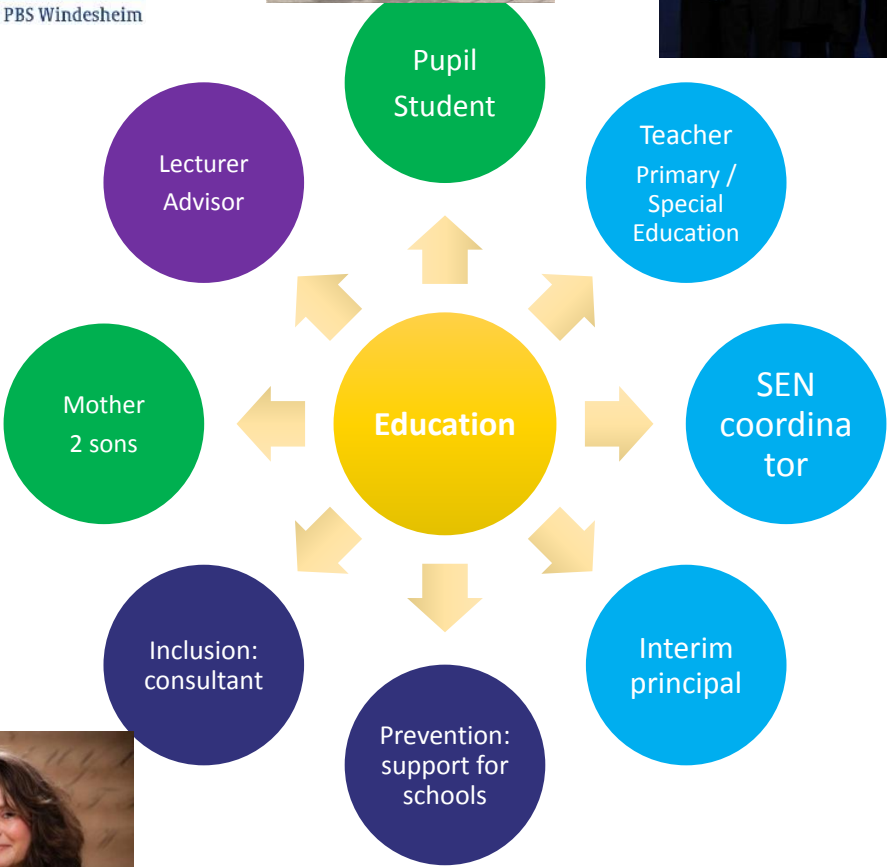 PBS Windesheim
Pupil
Student
Teacher
Primary /
Special
Education
SEN
coordina
tor
Interim
principal
Prevention:
support for
schools
Inclusion:
consultant
Mother
2 sons
Lecturer
Advisor
Education